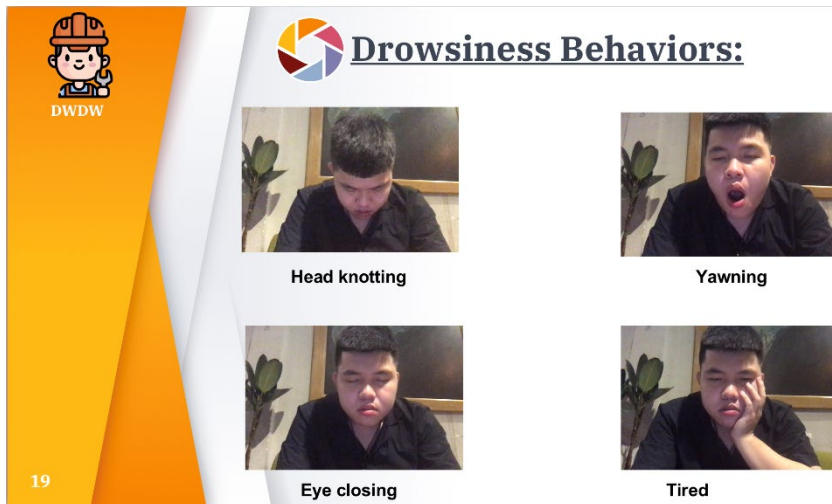 Drowsiness Behaviors:
DWDW
Head knotting
Yawning
Eye closing
Tired
19